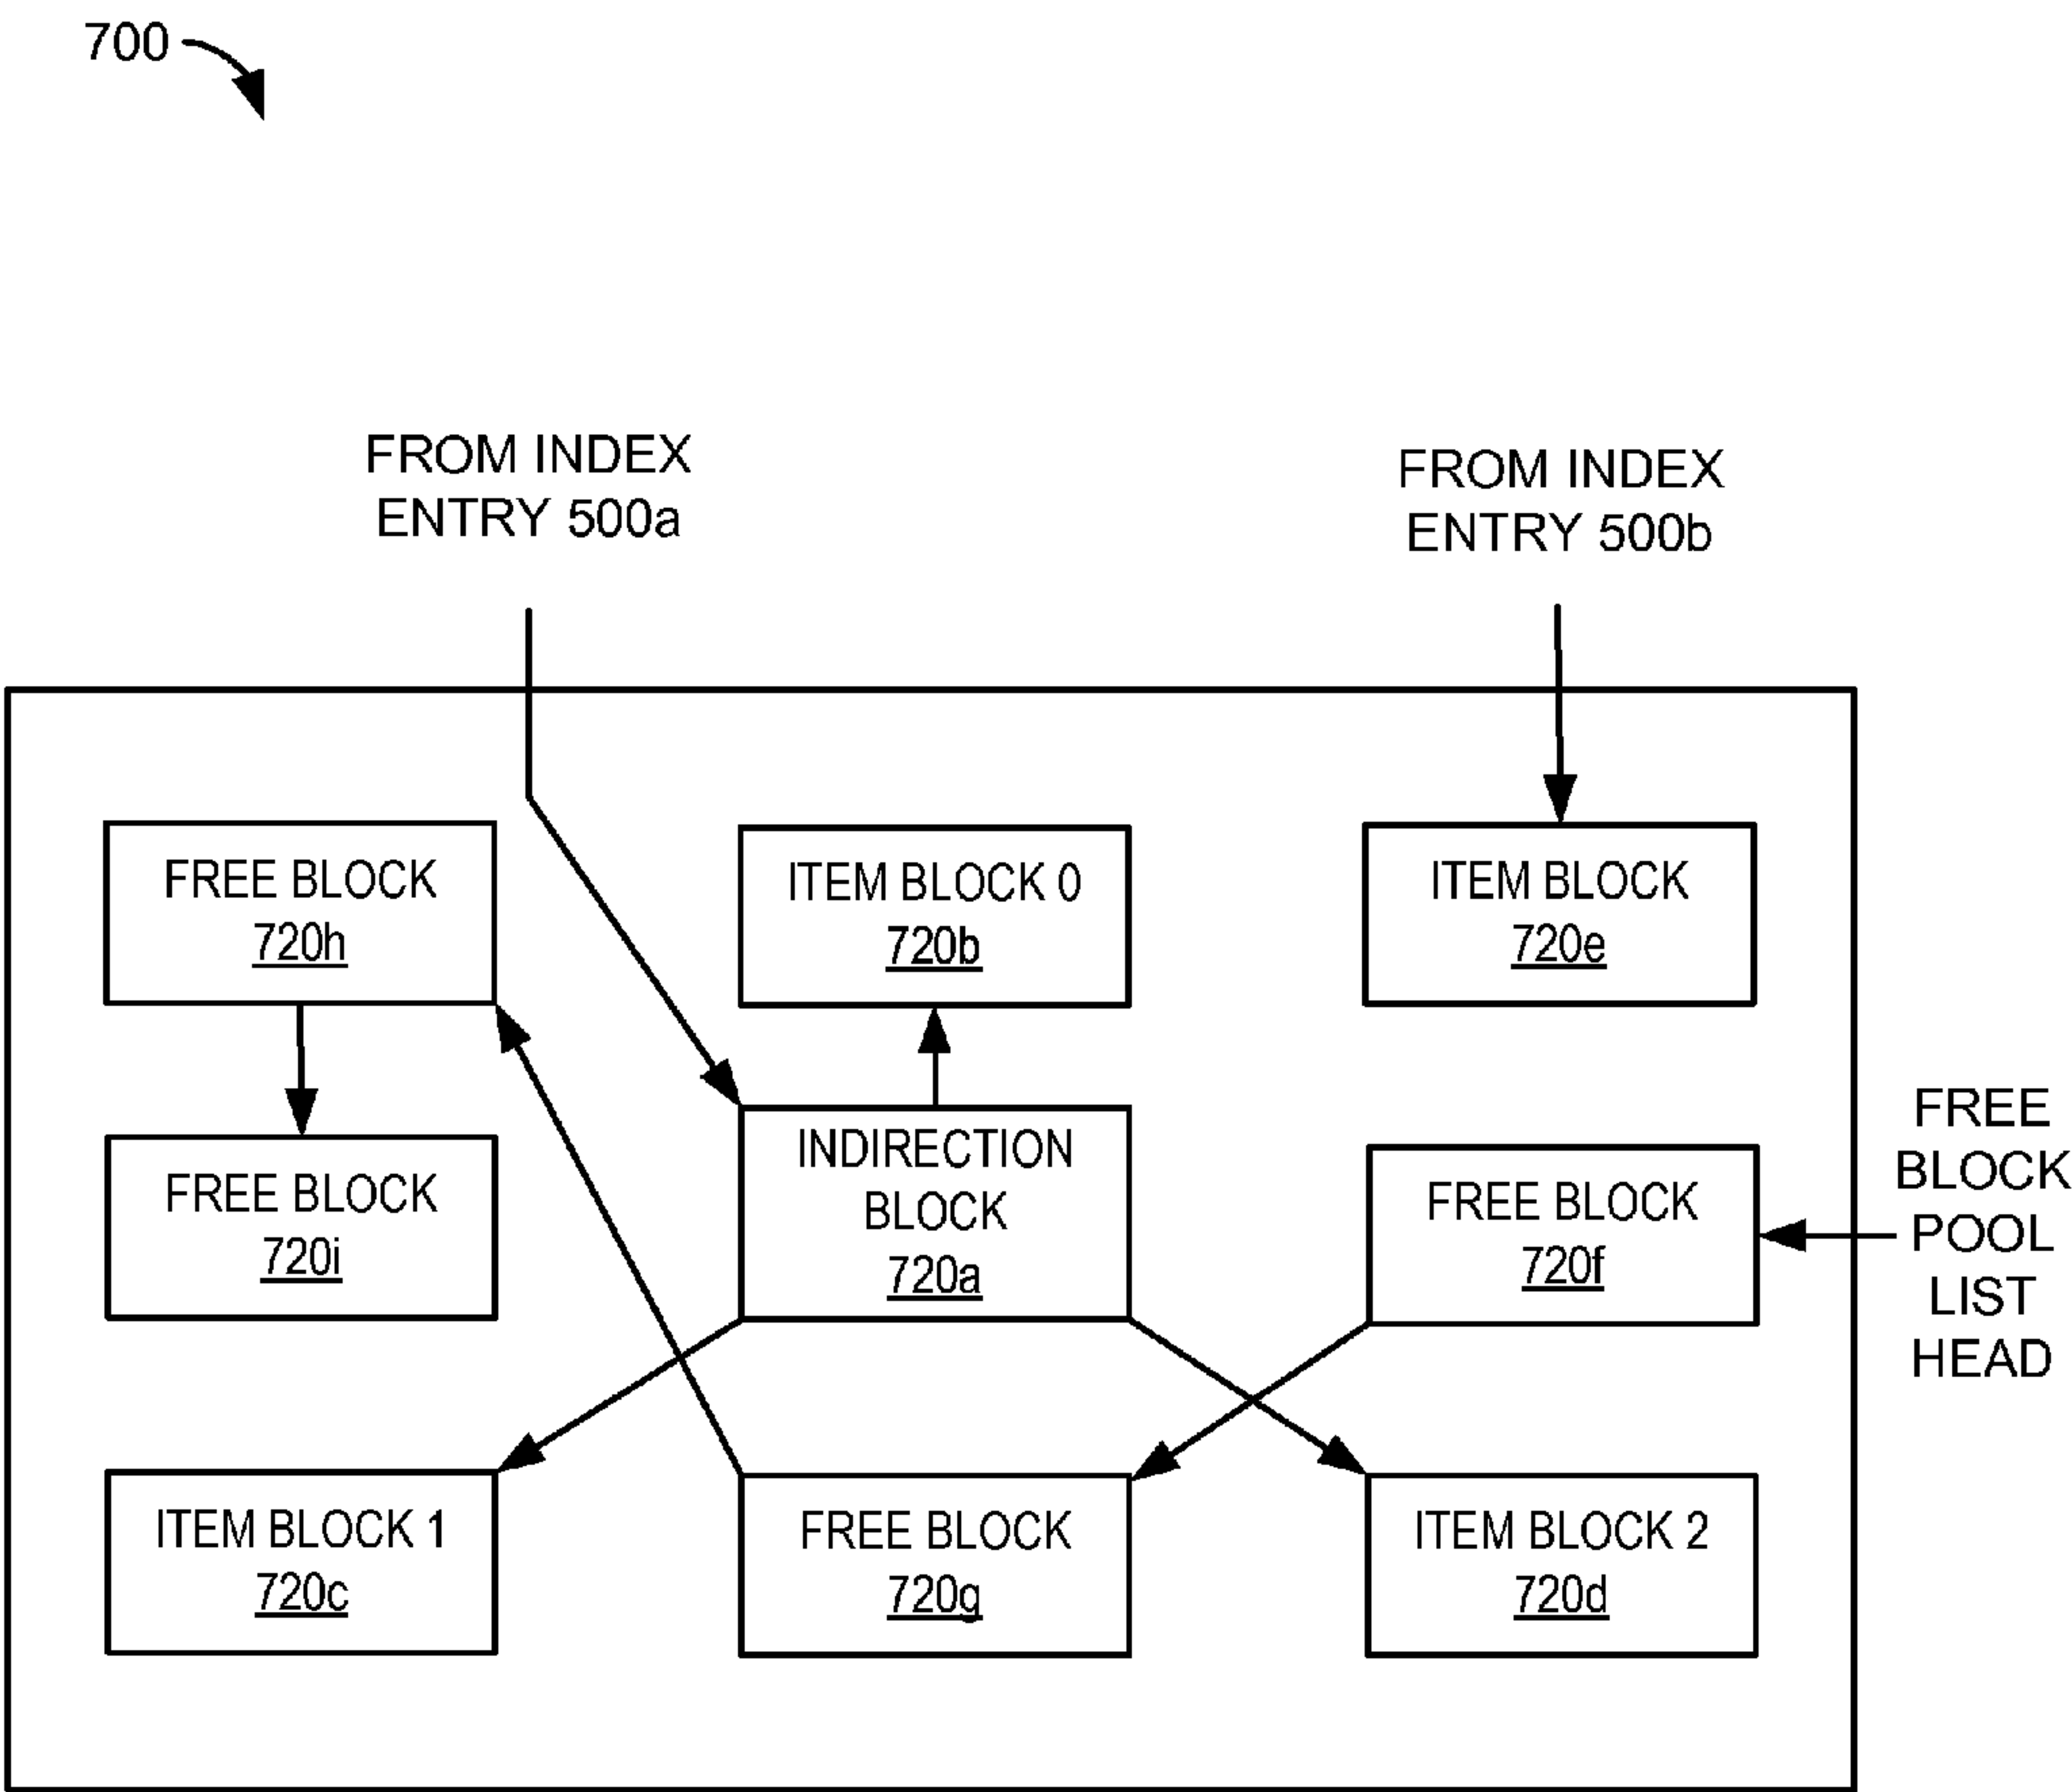 700
FROM INDEX
ENTRY 500a
FROM INDEX
ENTRY 500b
FREE BLOCK
720h
ITEM BLOCK 0
720b
ITEM BLOCK
720e
FREE BLOCK
720i
INDIRECTION
BLOCK
720a
FREE BLOCK
720f
FREE
BLOCK
POOL
LIST
HEAD
ITEM BLOCK 1
720c
FREE BLOCK
720g
ITEM BLOCK 2
720d